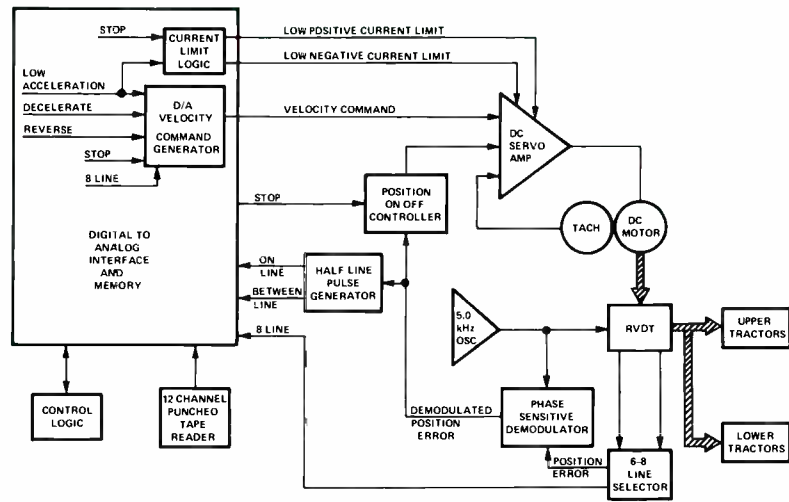 STOP
CURRENT
LIMIT
LOGIC
LOW POSITIVE CURRENT LIMIT
LOW NEGATIVE CURRENT LIMIT
LOW
ACCELERATION
DECELERATE
REVERSE
STOP
8 LINE
D/A
VELOCITY
COMMAND
GENERATOR
VELOCITY COMMAND
DC
SERVO
AMP
STOP
POSITION
ON OFF
CONTROLLER
TACH
DC
MOTOR
DIGITAL TO
ANALOG
INTERFACE
AND
MEMORY
ON
LINE
BETWEEN
LINE
HALF LINE
PULSE
GENERATOR
8 LINE
5.0
kHz
OSC
RVDT
UPPER
TRACTORS
CONTROL
LOGIC
12 CHANNEL
PUNCHEO
TAPE
READER
DEMODULATED
POSITION
ERROR
PHASE
SENSITIVE
DEMODULATOR
POSITION
ERROR
6-8
LINE
SELECTOR
LOWER
TRACTORS